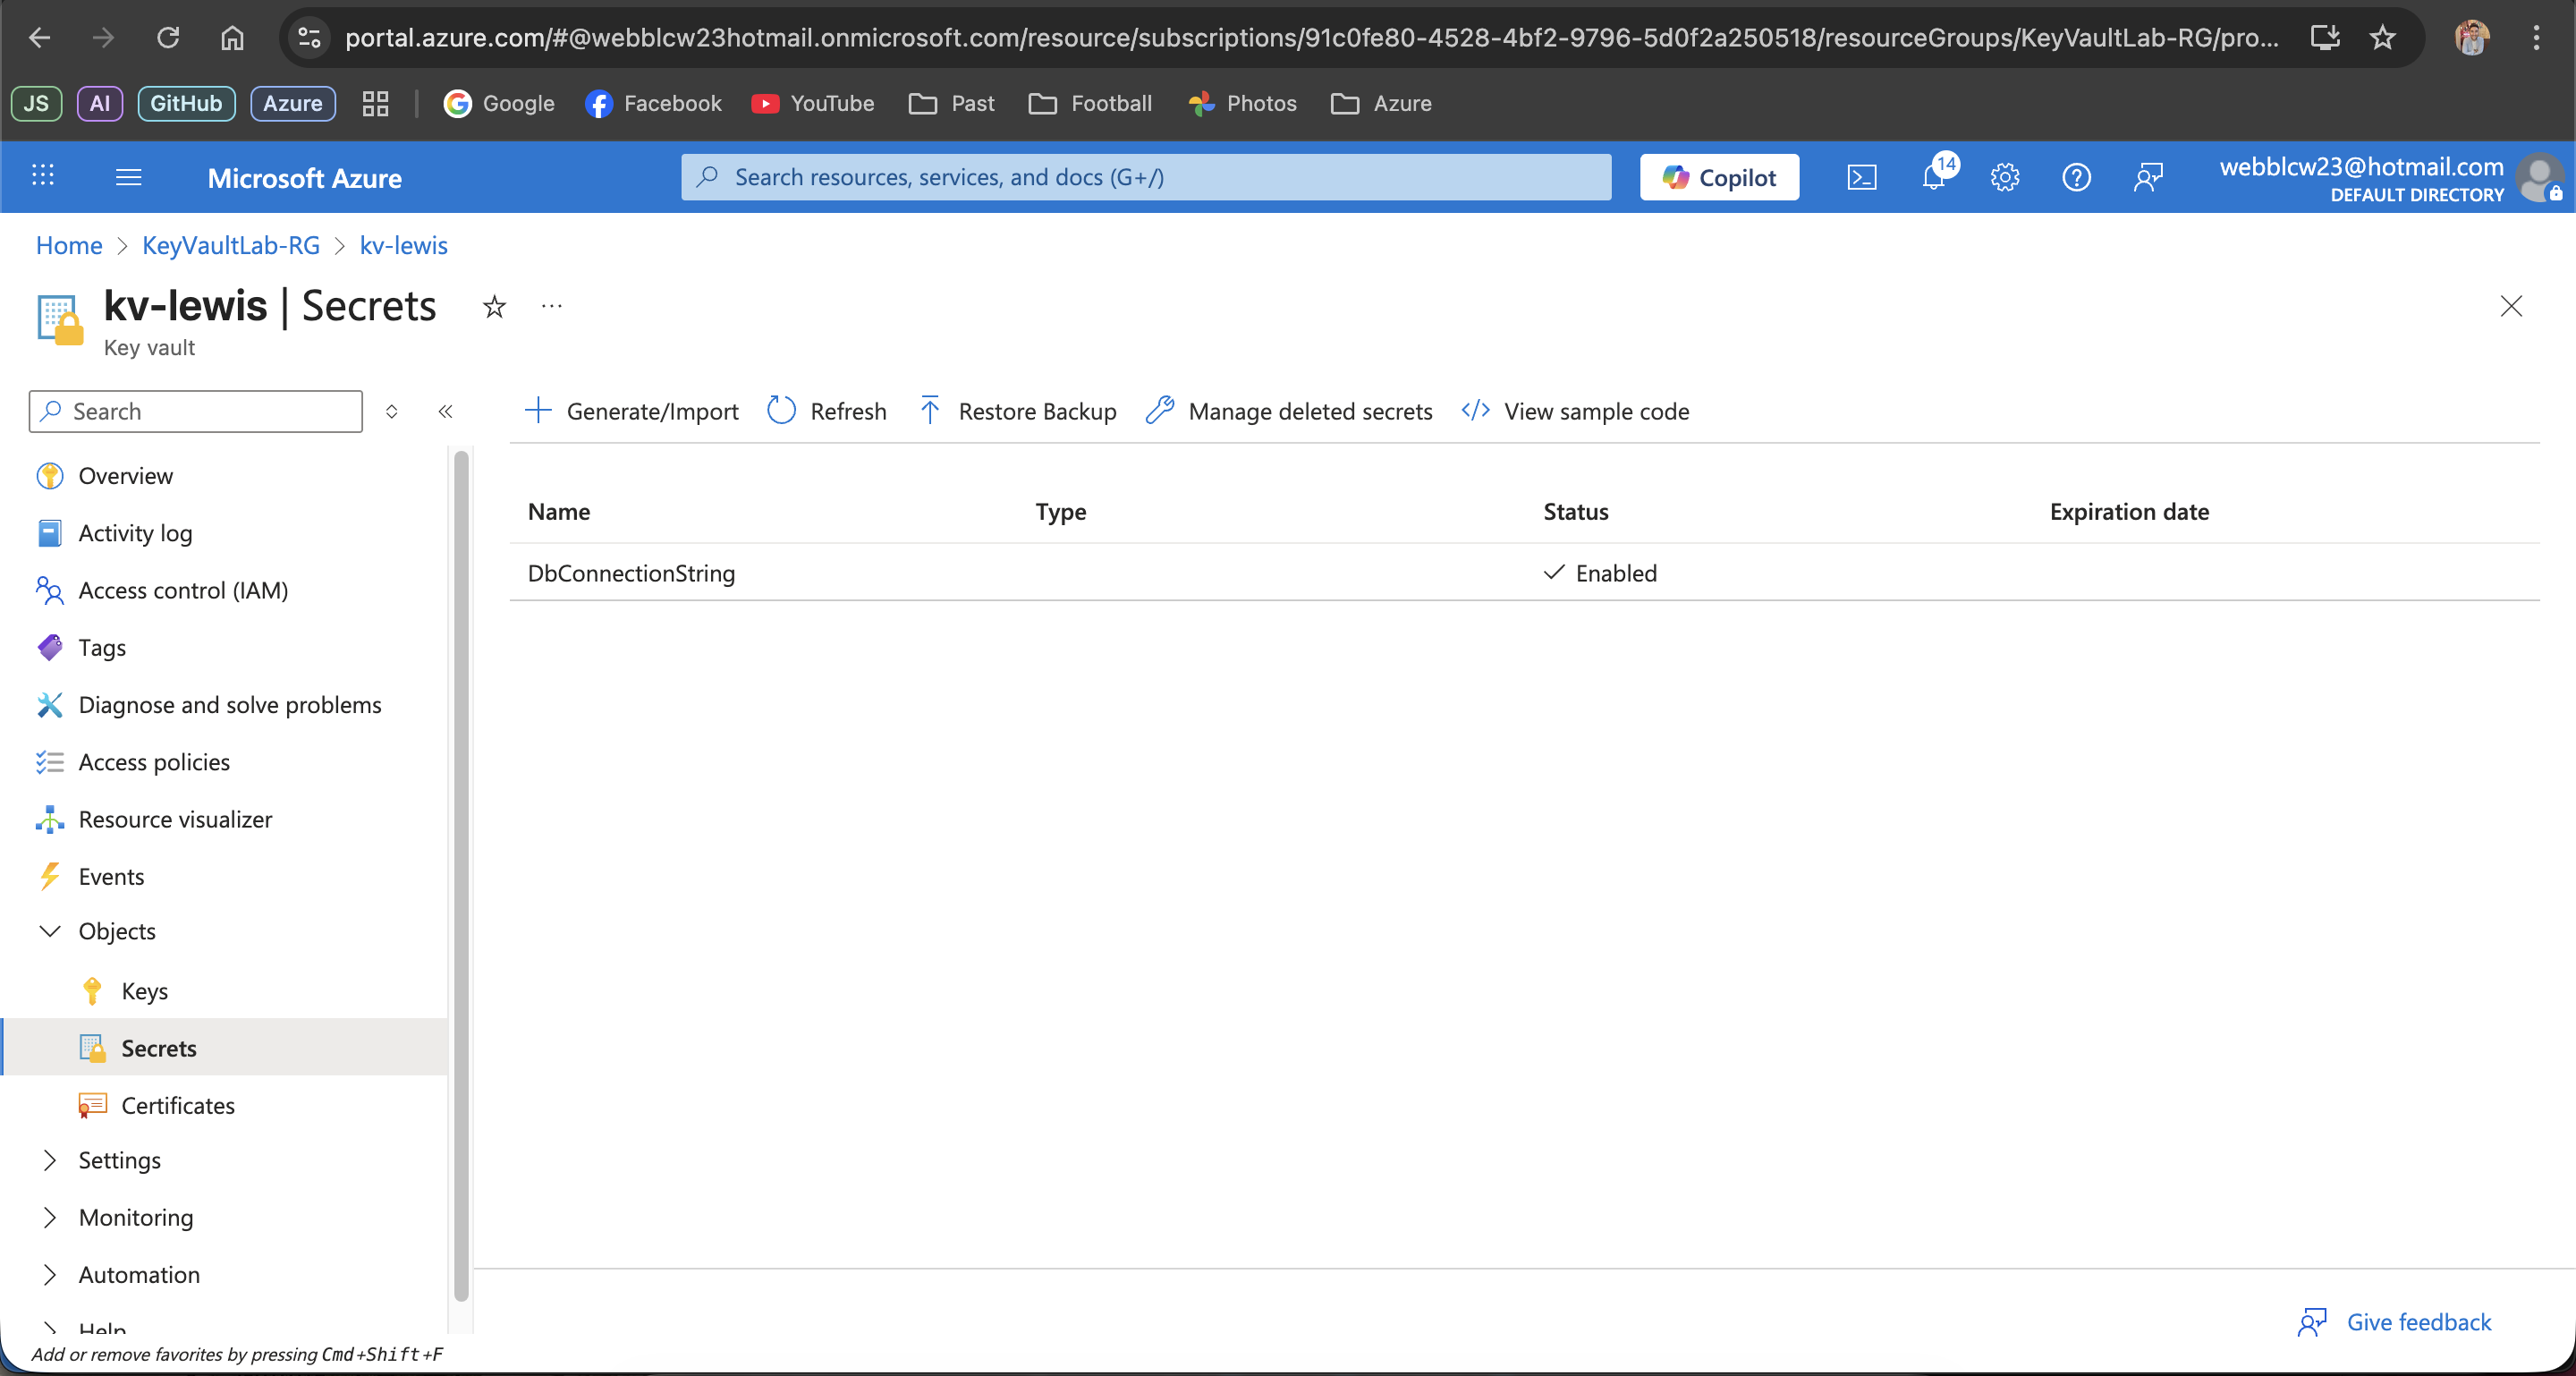 portal.azure.com/#@webblcw23hotmail.onmicrosoft.com/resource/subscriptions/91c0fe80-4528-4bf2-9796-5d0f2a250518/resourceGroups/KeyVaultLab-RG/pro...
JS AI GitHub Azure Google Facebook YouTube Past Football Photos Azure
Microsoft Azure
Search resources, services, and docs (G+/)
Copilot
14
webblcw23@hotmail.com
DEFAULT DIRECTORY
Home > KeyVaultLab-RG > kv-lewis
kv-lewis | Secrets
Key vault
Search
Generate/Import Refresh Restore Backup Manage deleted secrets View sample code
Overview
Activity log
Access control (IAM)
Tags
Diagnose and solve problems
Access policies
Resource visualizer
Events
Objects
Keys
Secrets
Certificates
Settings
Monitoring
Automation
Help
Add or remove favorites by pressing Cmd+Shift+F
Name Type Status Expiration date
DbConnectionString Enabled
Give feedback